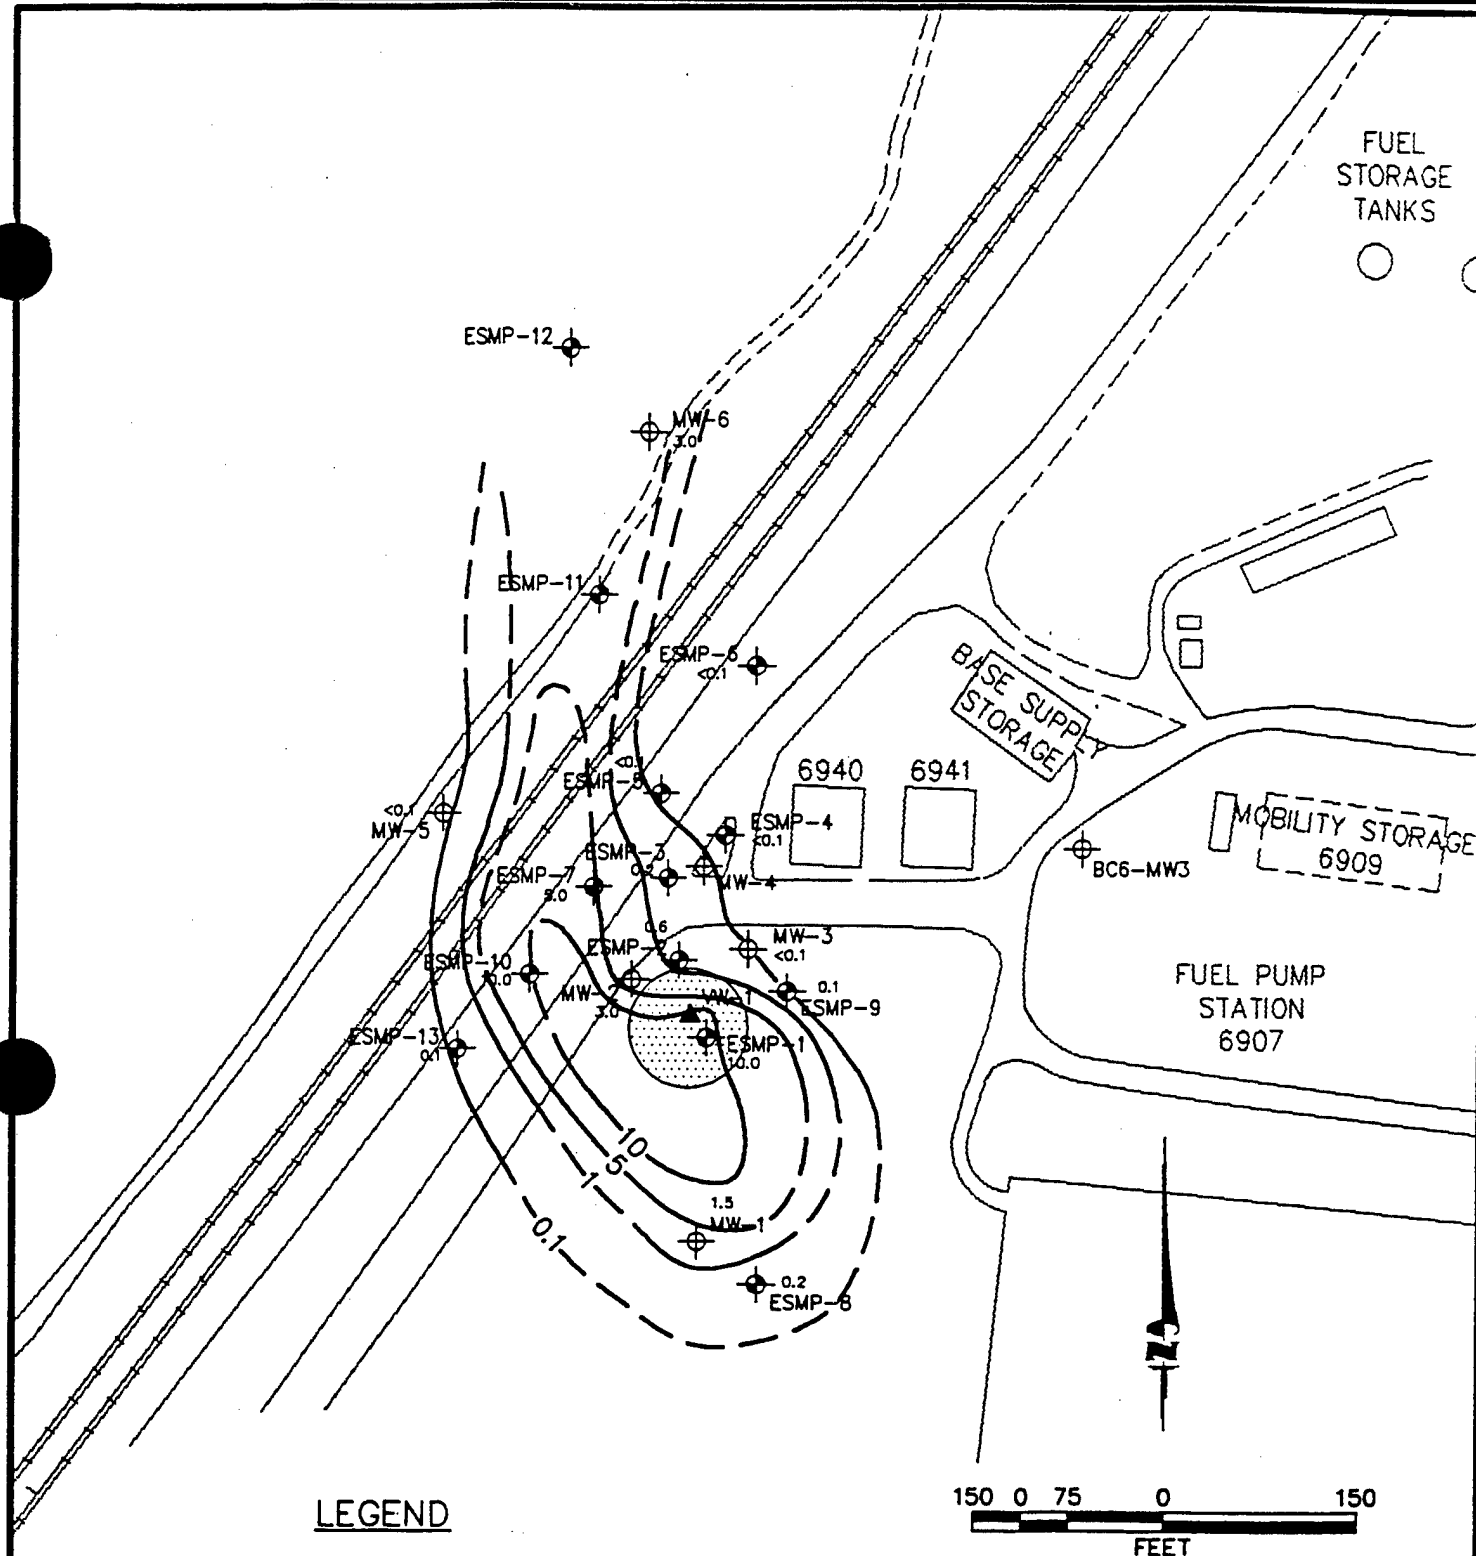 FUEL
STORAGE
TANKS
ESMP-12
MW-6
3.0
ESMP-11
ESMP-6
<0.1
BASE SUPPLY
STORAGE
<0.1
ESMP-5
6940
6941
<0.1
MW-5
ESMP-4
<0.1
MOBILITY STORAGE
6909
ESMP-3
0.2
MW-4
BC6-MW3
ESMP-7
5.0
0.6
ESMP-2
MW-3
<0.1
ESMP-10
MW-2
3.0
VW-1
0.1
ESMP-9
FUEL PUMP
STATION
6907
ESMP-13
0.1
ESMP-1
10.0
10
5
1
0.1
1.5
MW-1
0.2
ESMP-8
N
LEGEND
150 0 75 0 150
FEET